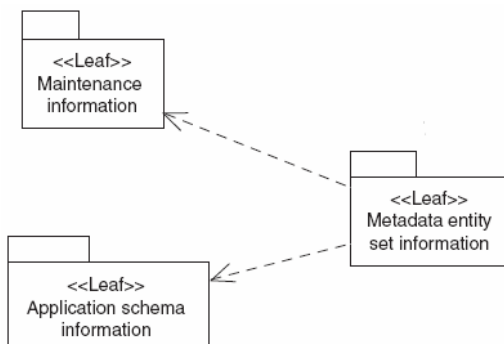 <<Leaf>>
Maintenance
information
<<Leaf>>
Metadata entity
set information
<<Leaf>>
Application schema
information